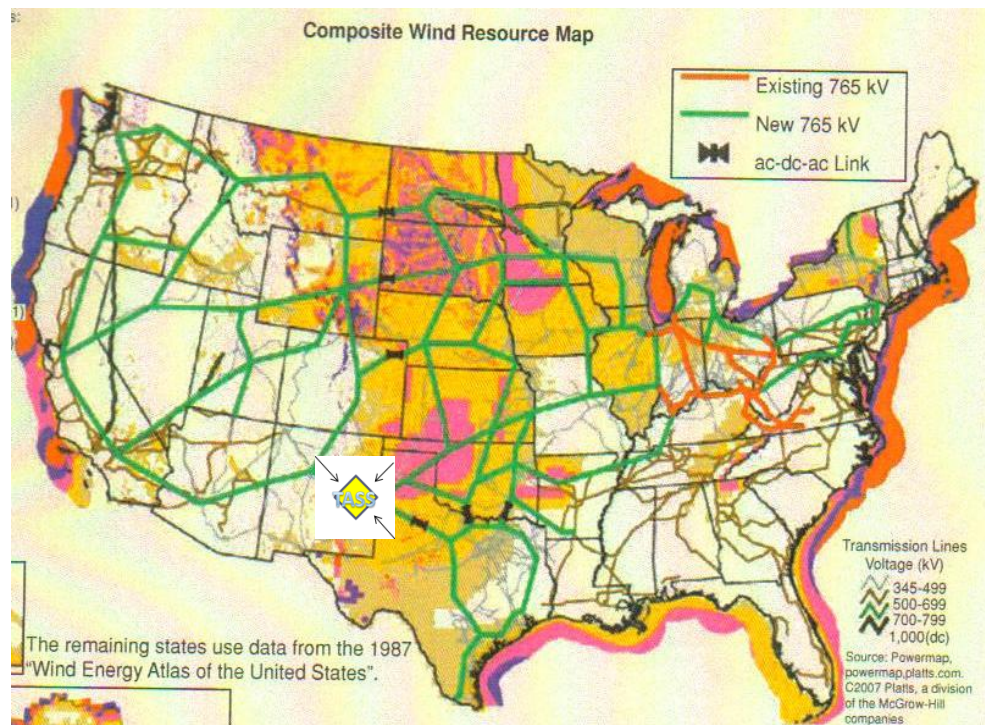 s:
Composite Wind Resource Map
Existing 765 kV
New 765 kV
ac-dc-ac Link
TASS
Transmission Lines
Voltage (kV)
345-499
500-699
700-799
1,000(dc)
The remaining states use data from the 1987
“Wind Energy Atlas of the United States”.
Source: Powermap,
powermap,platts.com.
C2007 Platts, a division
of the McGrow-Hill
companies